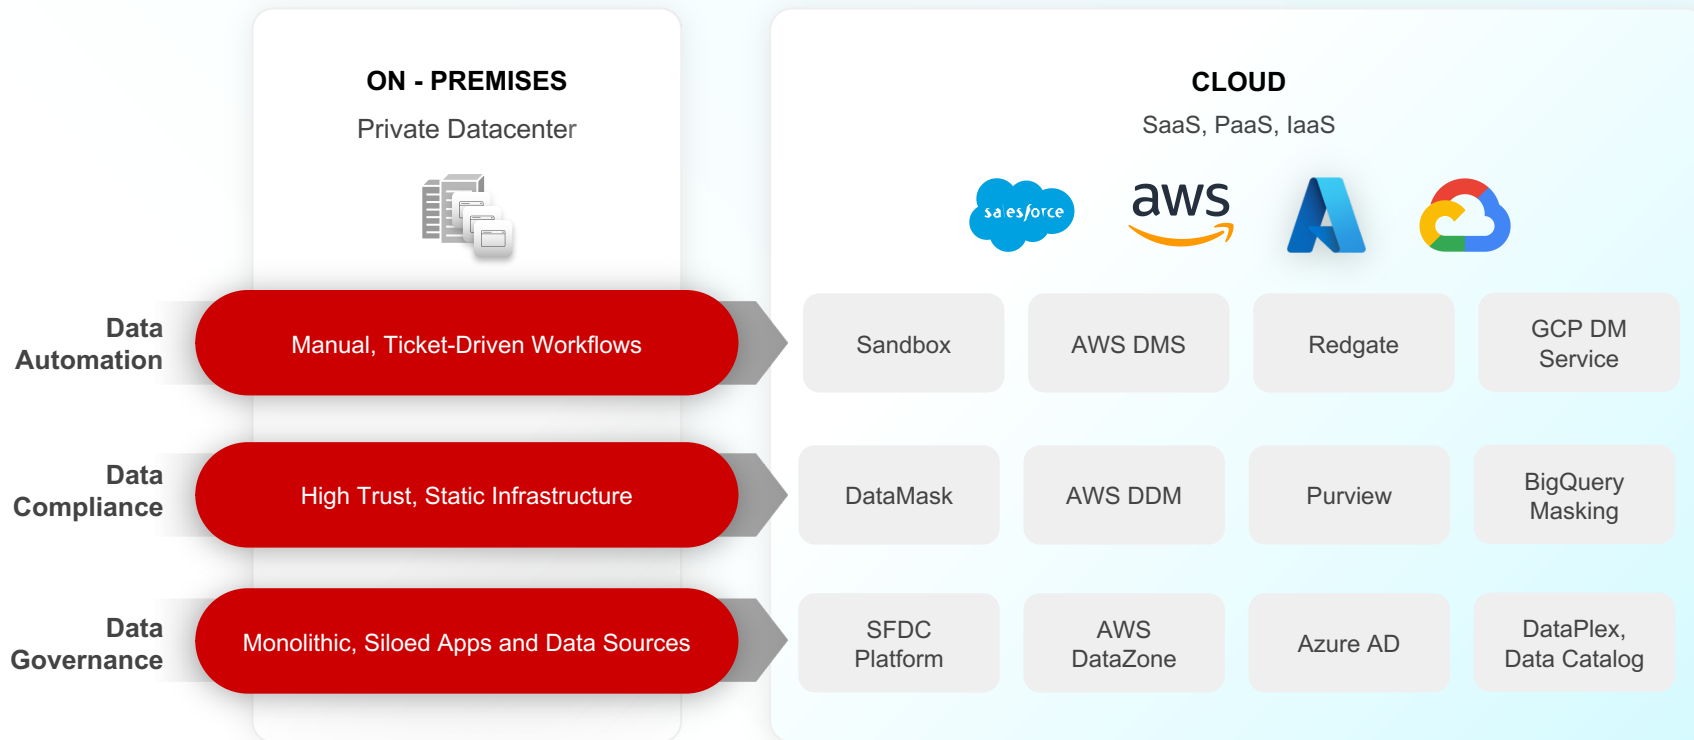 ON - PREMISES
Private Datacenter
CLOUD
SaaS, PaaS, IaaS
salesforce
aws
Data
Automation
Manual, Ticket-Driven Workflows
Sandbox
AWS DMS
Redgate
GCP DM
Service
Data
Compliance
High Trust, Static Infrastructure
DataMask
AWS DDM
Purview
BigQuery
Masking
Data
Governance
Monolithic, Siloed Apps and Data Sources
SFDC
Platform
AWS
DataZone
Azure AD
DataPlex,
Data Catalog